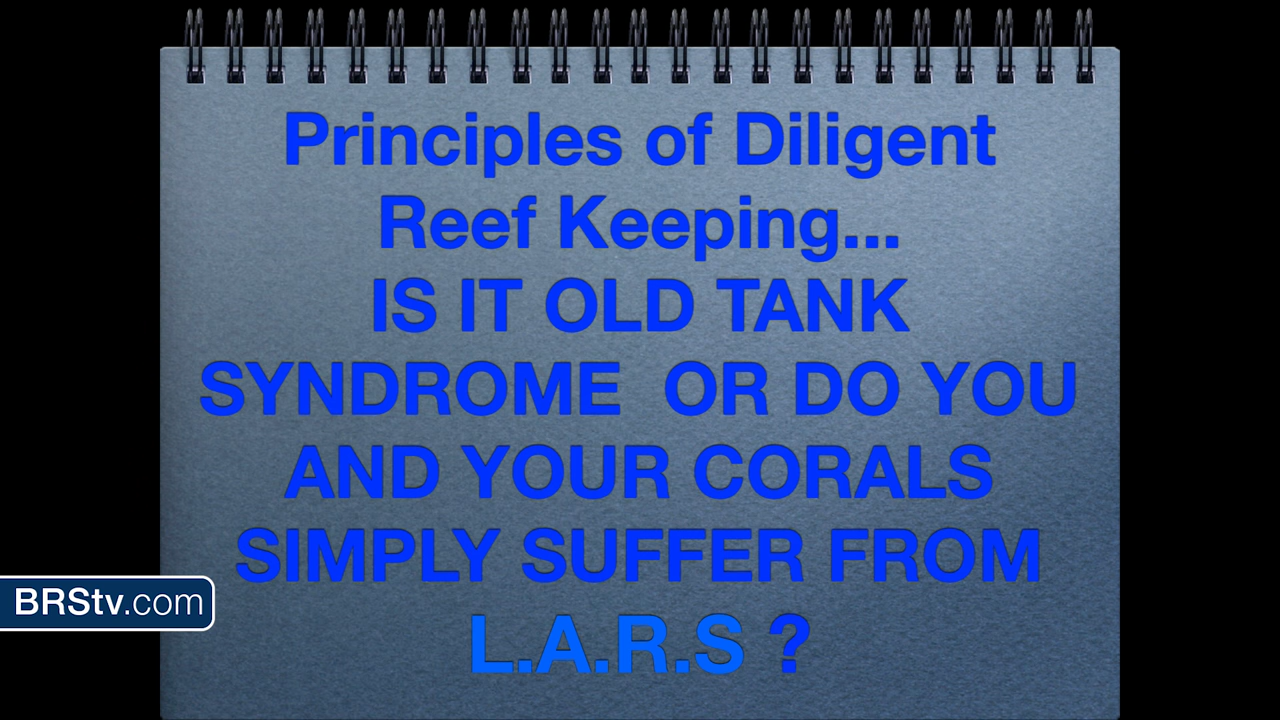 Principles of Diligent
Reef Keeping...
IS IT OLD TANK
SYNDROME  OR DO YOU
AND YOUR CORALS
SIMPLY SUFFER FROM
L.A.R.S ?
BRStv.com